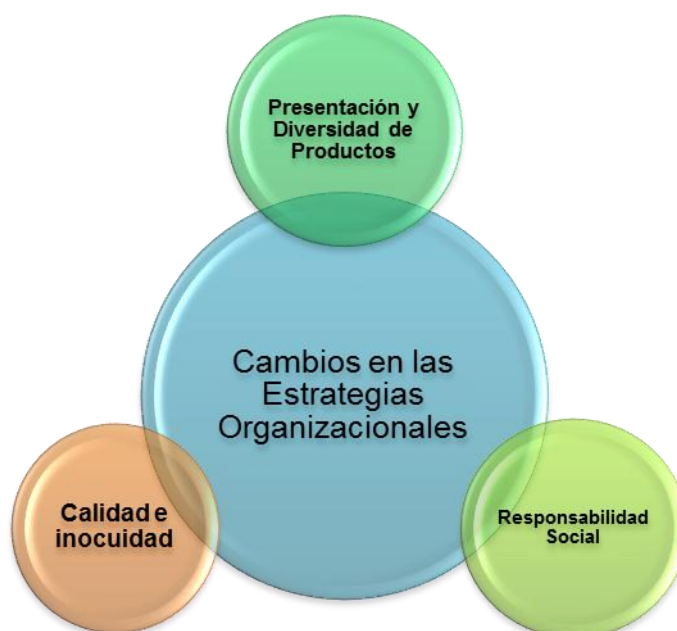 Presentación y
Diversidad de
Productos
Cambios en las
Estrategias
Organizacionales
Calidad e
inocuidad
Responsabilidad
Social